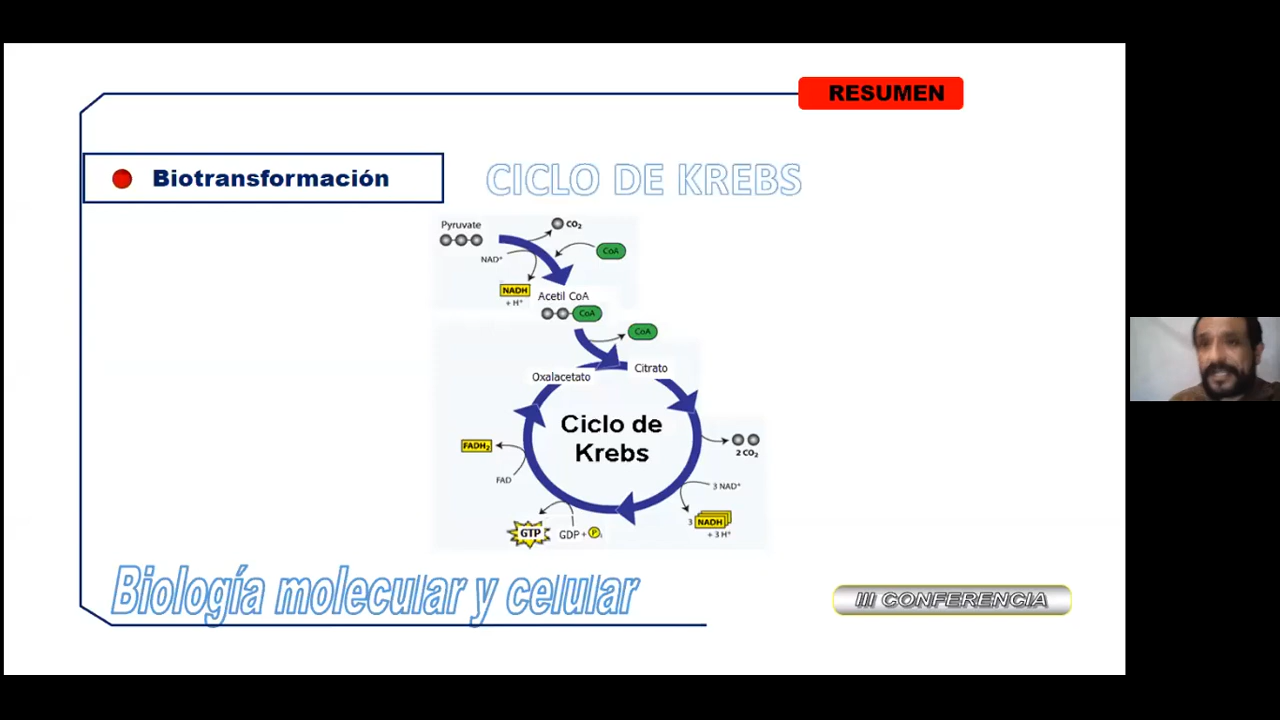 RESUMEN
Biotransformación
CICLO DE KREBS
Pyruvate
CO₂
NAD⁺
CoA
NADH
+ H⁺
Acetil CoA
CoA
CoA
Oxalacetato
Citrato
Ciclo de
Krebs
FADH₂
FAD
2 CO₂
3 NAD⁺
3 NADH
+ 3 H⁺
GTP
GDP + Pᵢ
Biología molecular y celular
III CONFERENCIA